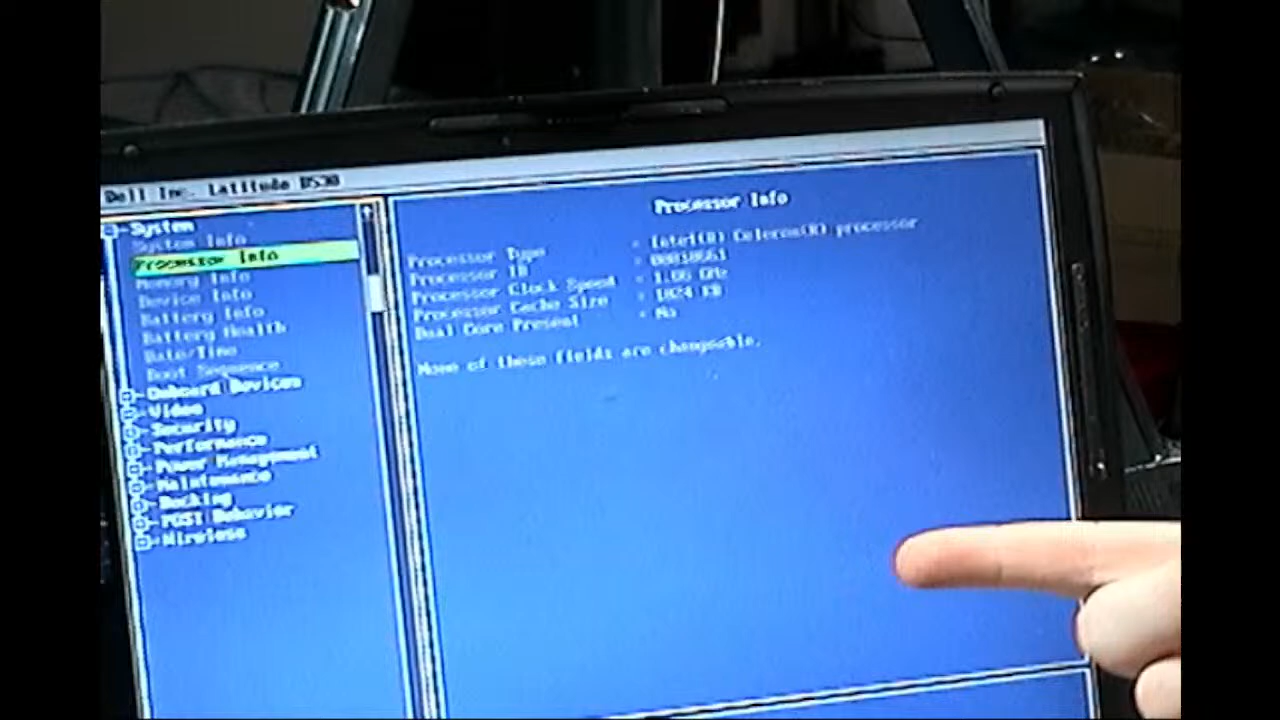 Dell Inc. Latitude D530
System
System Info
Processor Info
Memory Info
Device Info
Battery Info
Battery Health
Date/Time
Boot Sequence
Onboard Devices
Video
Security
Performance
Power Management
Maintenance
Docking
POST Behavior
Wireless
Processor Info
Processor Type = Intel(R) Celeron(R) processor
Processor ID =
Processor Clock Speed = 1.86 GHz
Processor Cache Size = 1024 KB
Dual Core Present = No
None of these fields are changeable.